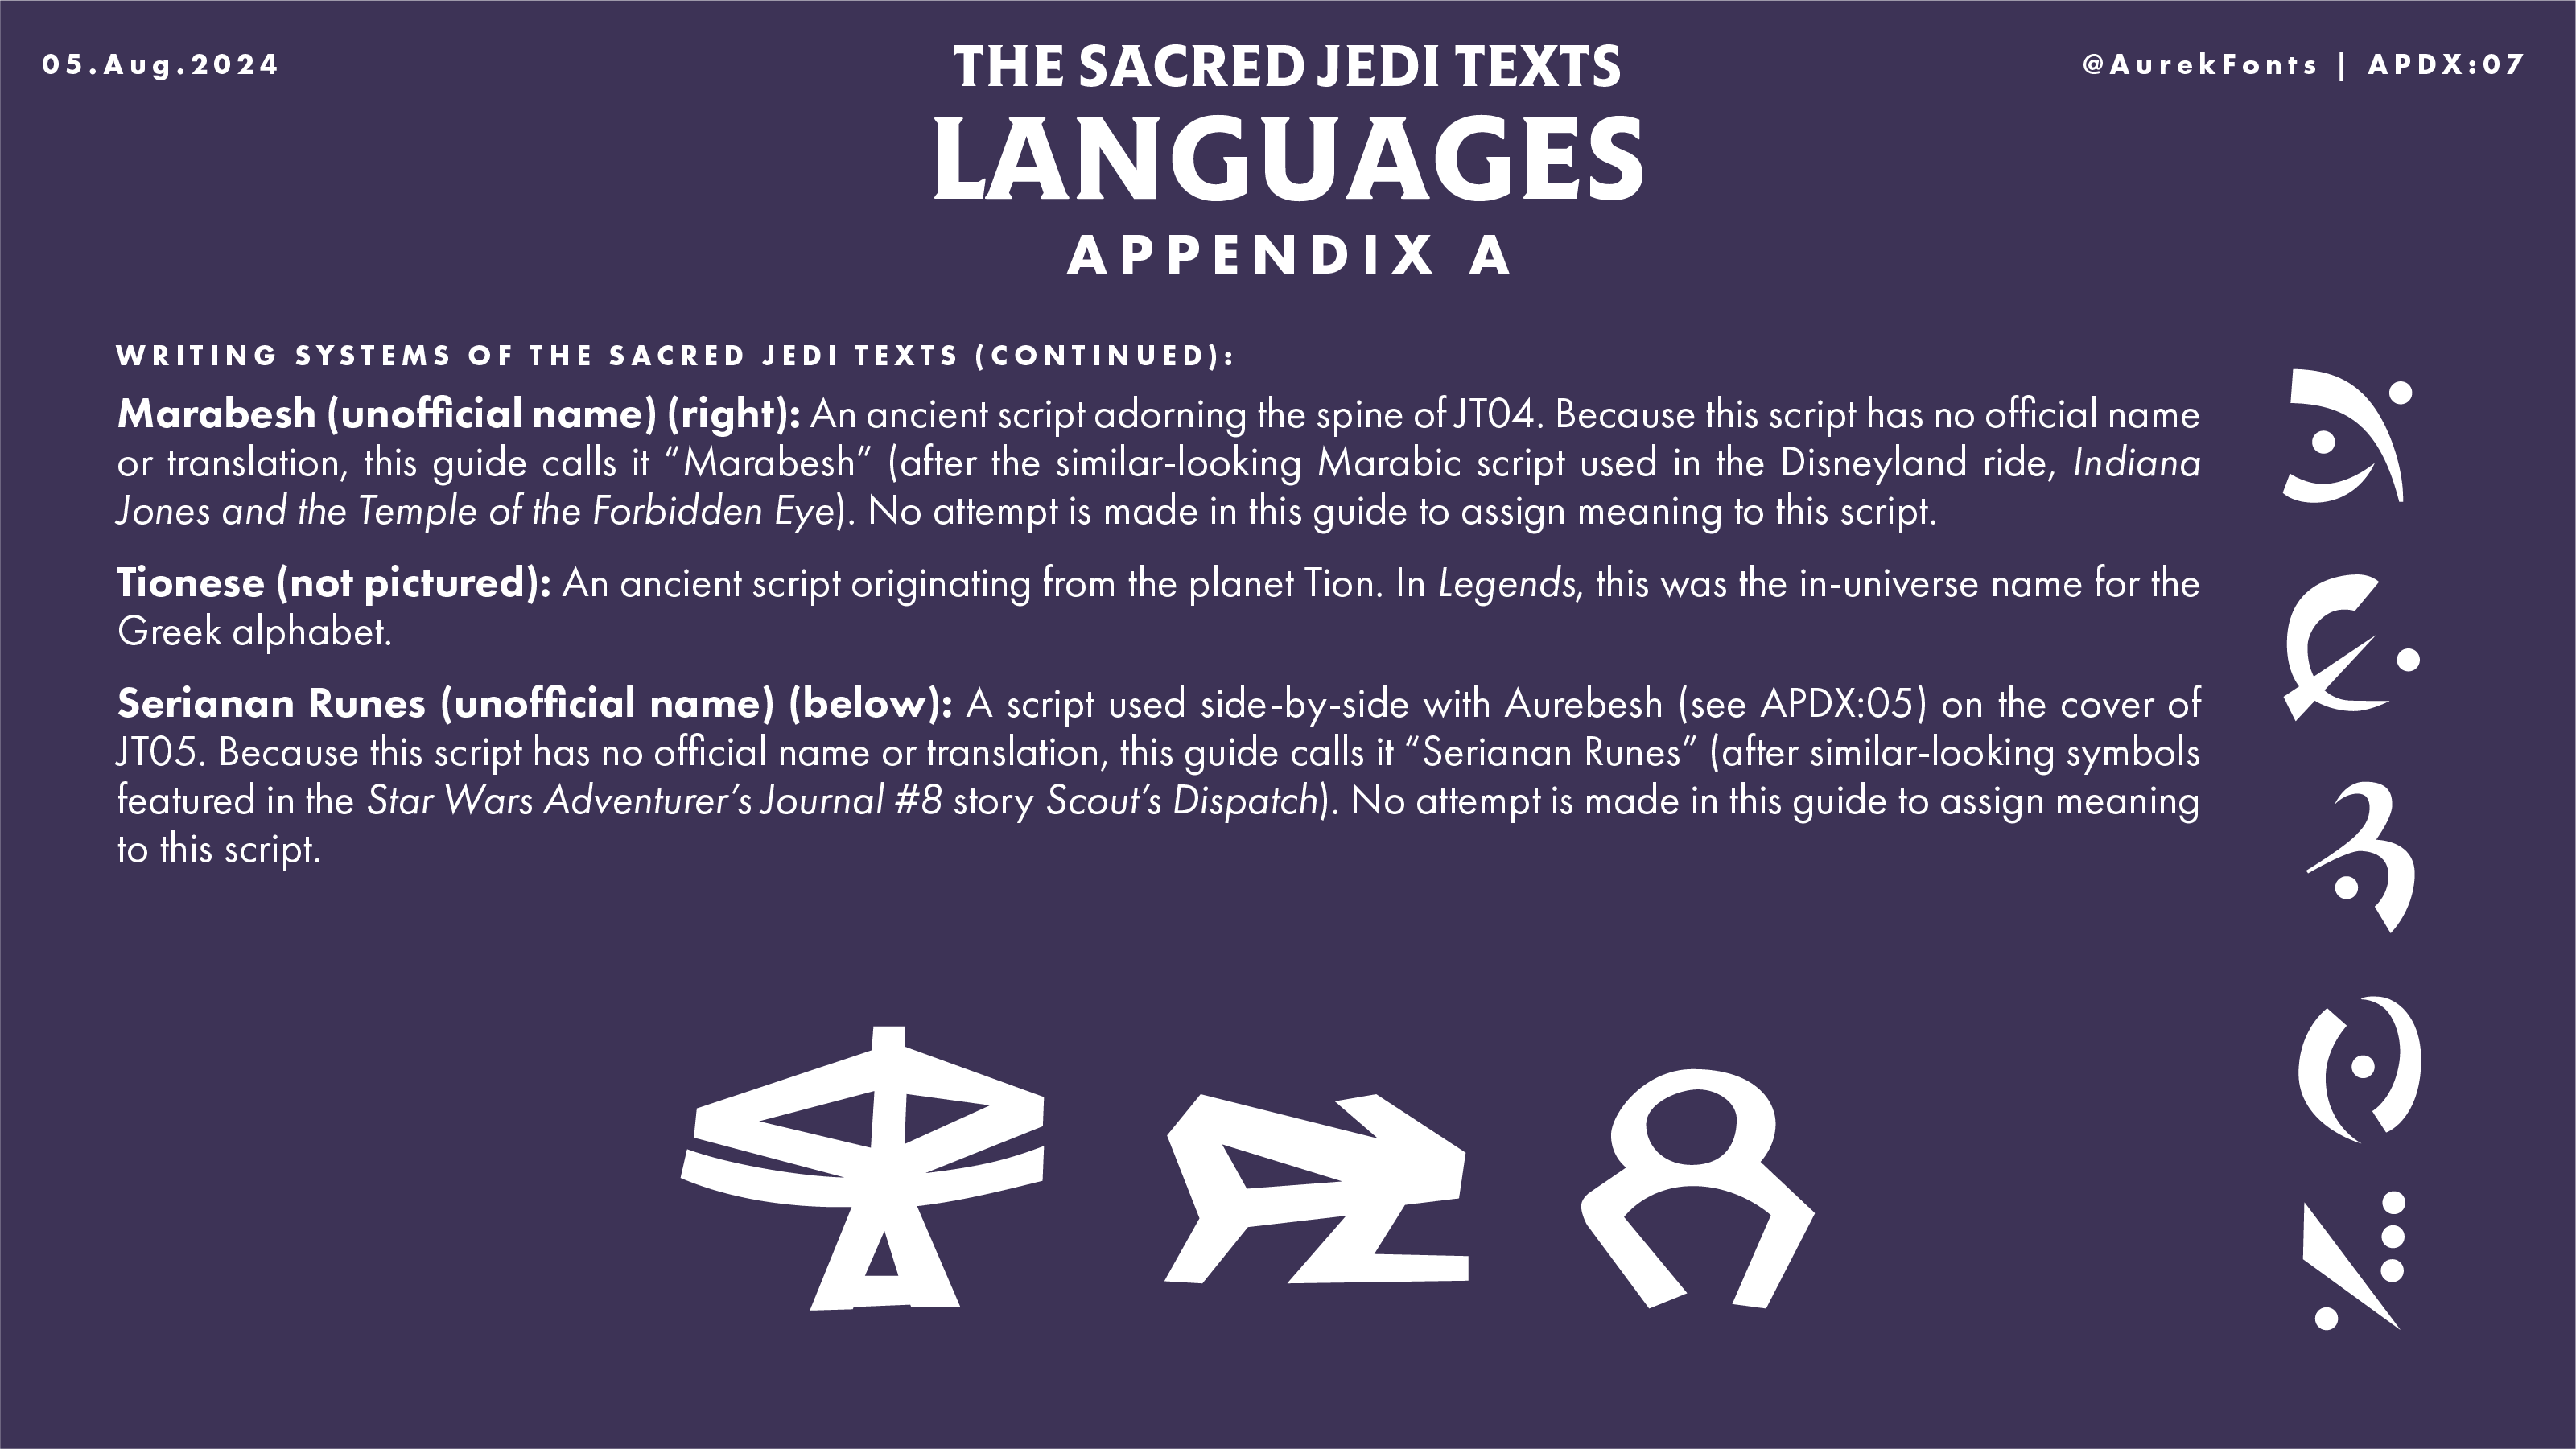 05.Aug.2024
THE SACRED JEDI TEXTS
@AurekFonts | APDX:07
LANGUAGES
APPENDIX A
WRITING SYSTEMS OF THE SACRED JEDI TEXTS (CONTINUED):
Marabesh (unofficial name) (right): An ancient script adorning the spine of JT04. Because this script has no official name
or translation, this guide calls it “Marabesh” (after the similar-looking Marabic script used in the Disneyland ride, Indiana
Jones and the Temple of the Forbidden Eye). No attempt is made in this guide to assign meaning to this script.
Tionese (not pictured): An ancient script originating from the planet Tion. In Legends, this was the in-universe name for the
Greek alphabet.
Serianan Runes (unofficial name) (below): A script used side-by-side with Aurebesh (see APDX:05) on the cover of
JT05. Because this script has no official name or translation, this guide calls it “Serianan Runes” (after similar-looking symbols
featured in the Star Wars Adventurer’s Journal #8 story Scout’s Dispatch). No attempt is made in this guide to assign meaning
to this script.